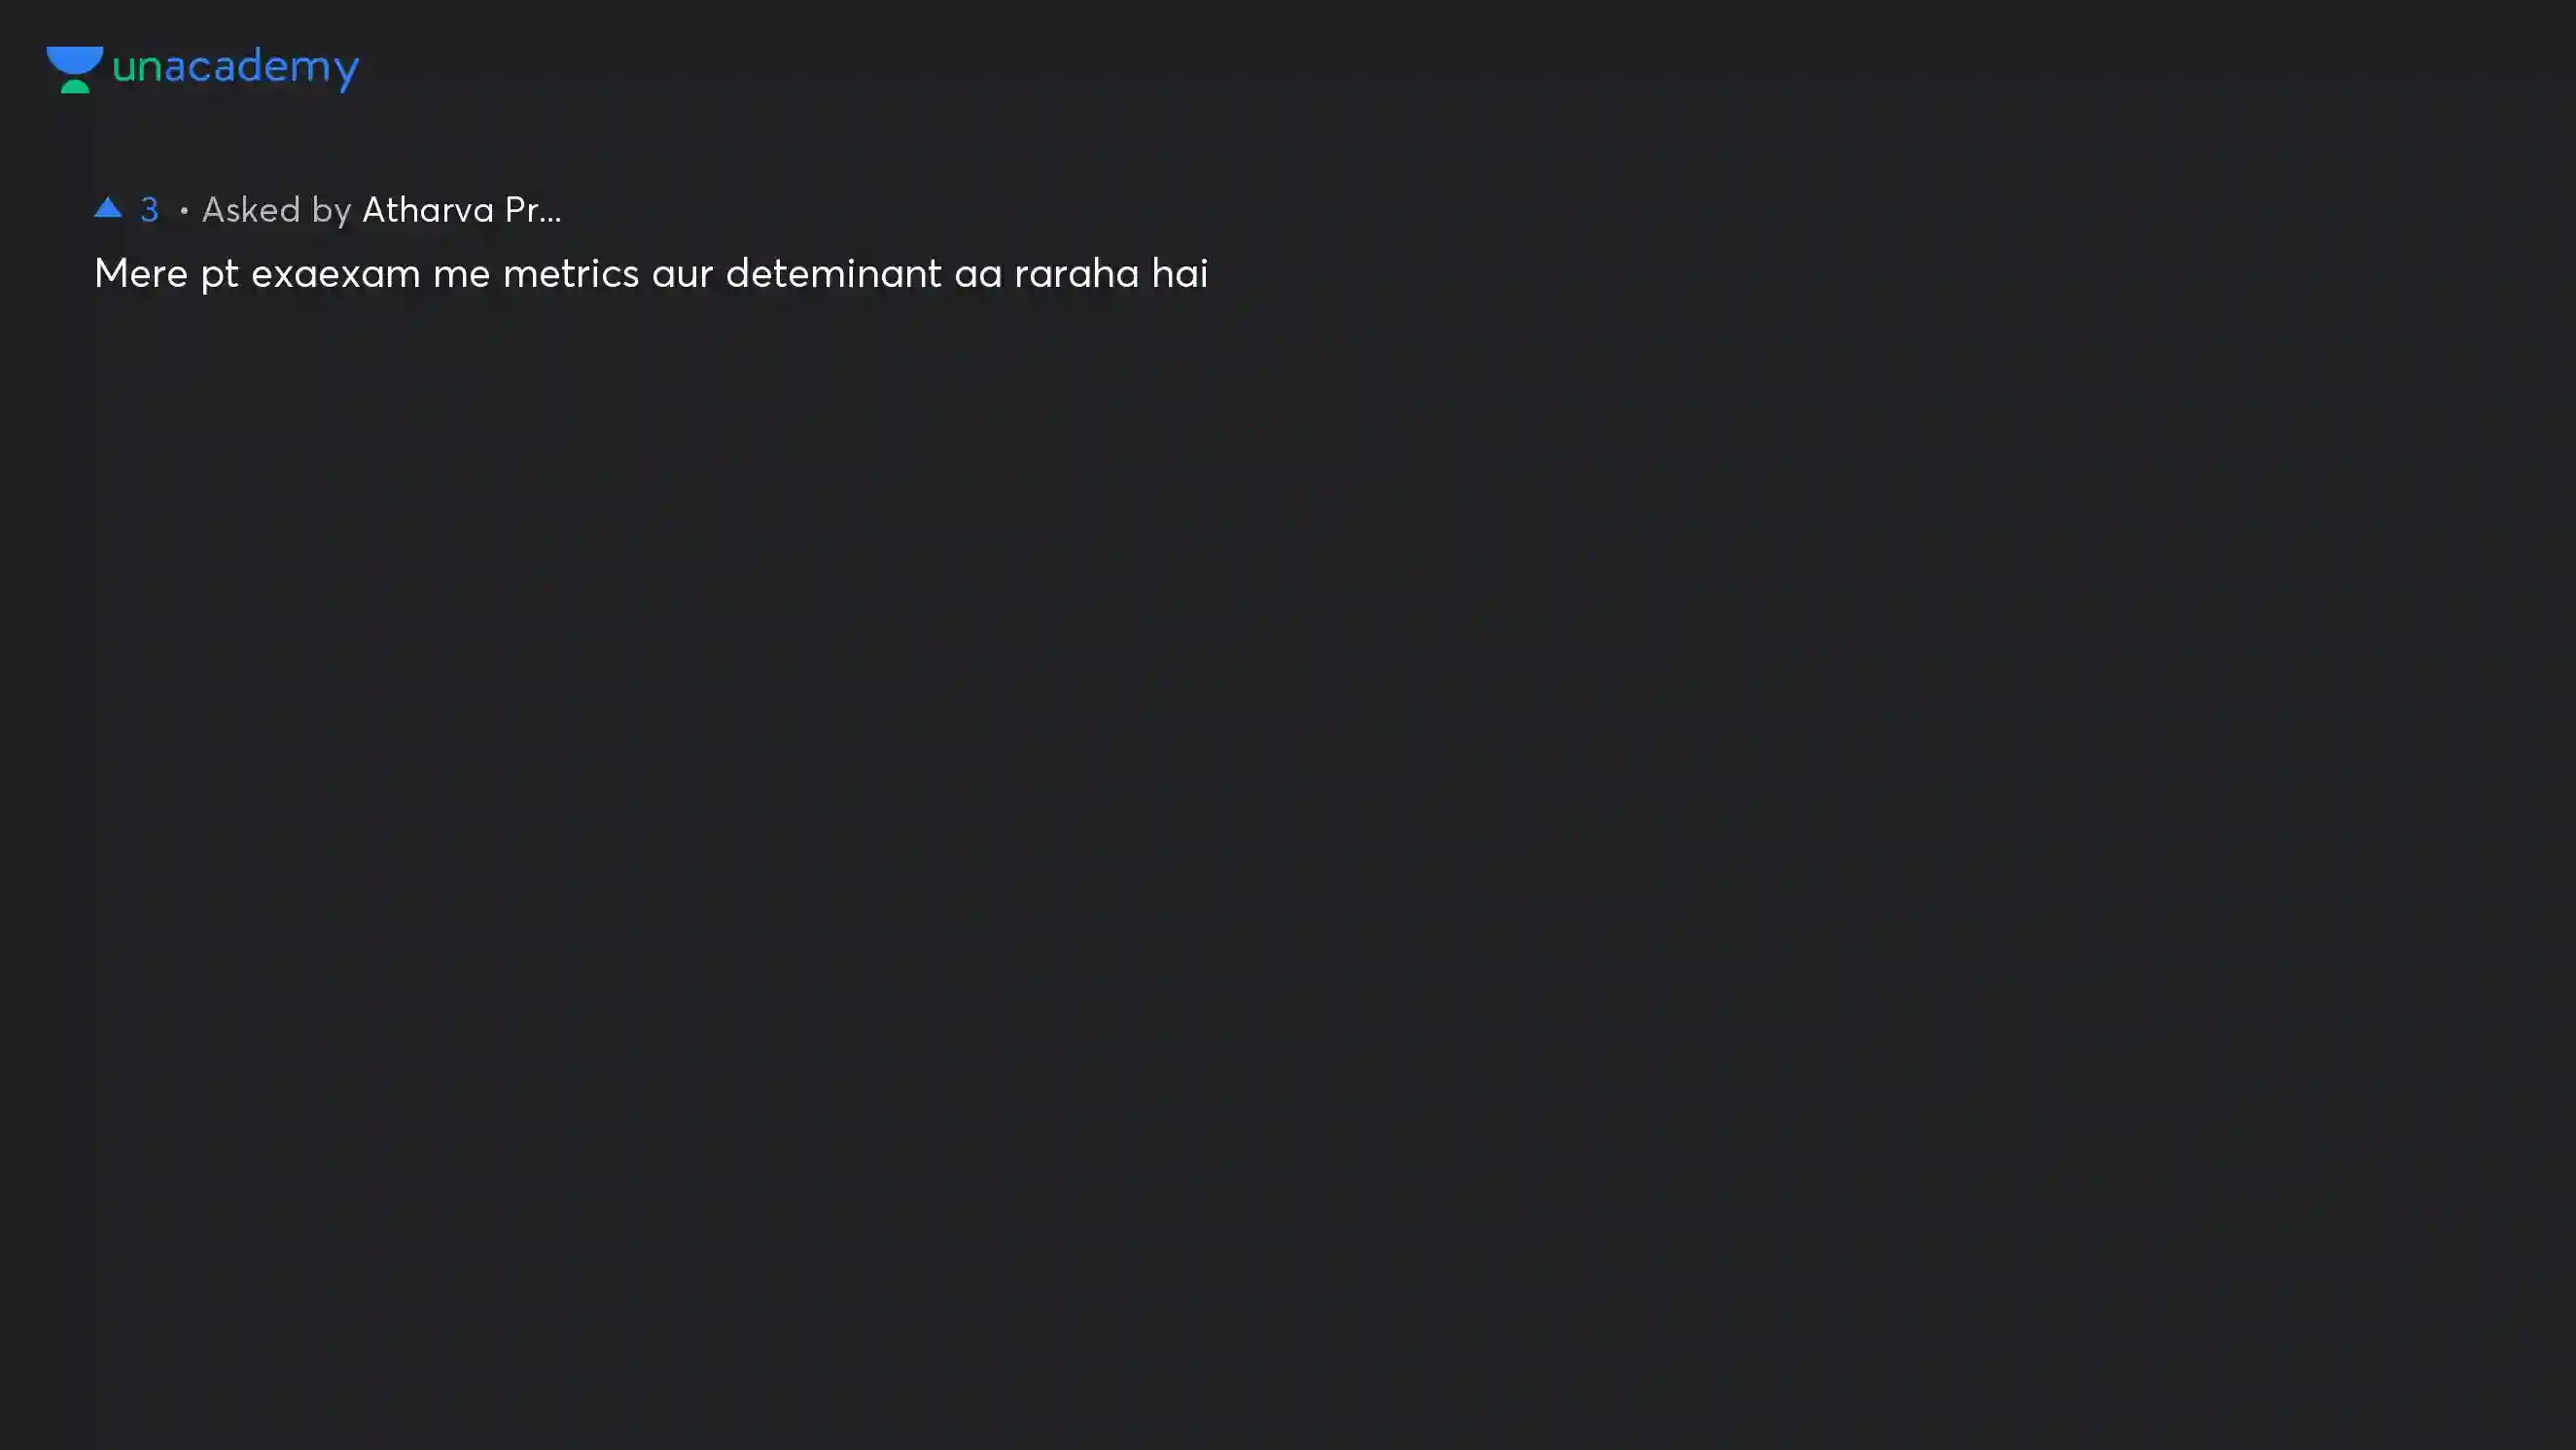 unacademy
▲ 3 • Asked by Atharva Pr...
Mere pt exaexam me metrics aur deteminant aa raraha hai